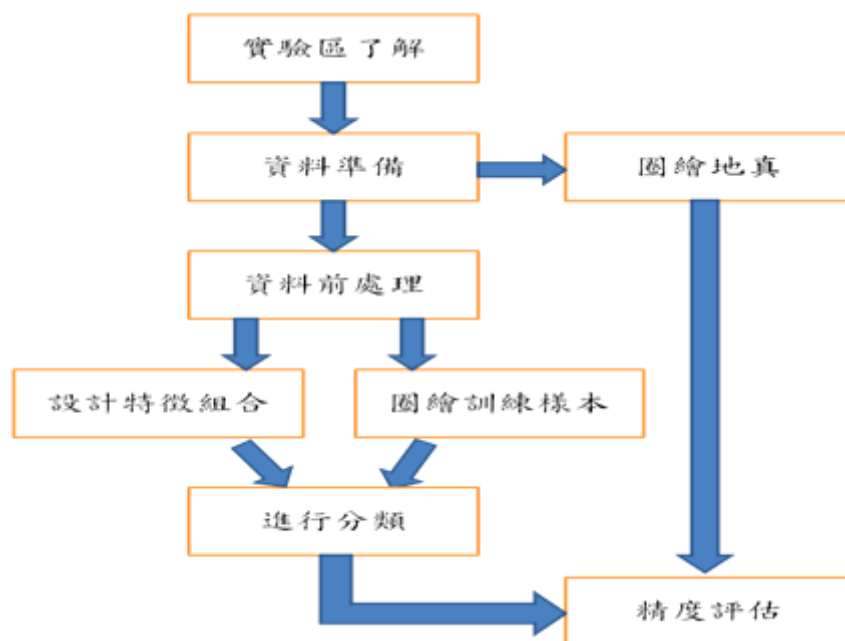 實驗區了解
資料準備
圈繪地真
資料前處理
設計特徵組合
圈繪訓練樣本
進行分類
精度評估